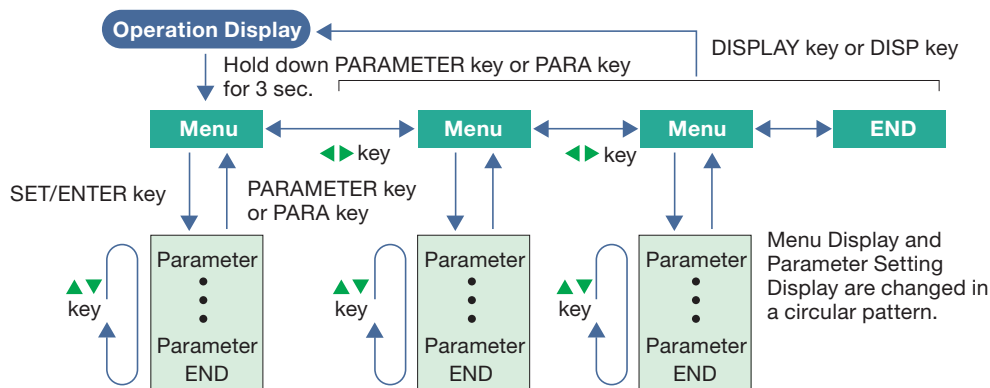 Operation Display
DISPLAY key or DISP key
Hold down PARAMETER key or PARA key
for 3 sec.
Menu
Menu
Menu
END
◀▶ key
◀▶ key
SET/ENTER key
PARAMETER key
or PARA key
Parameter
Parameter
END
▲▼
key
Parameter
Parameter
END
▲▼
key
Parameter
Parameter
END
▲▼
key
Menu Display and
Parameter Setting
Display are changed in
a circular pattern.